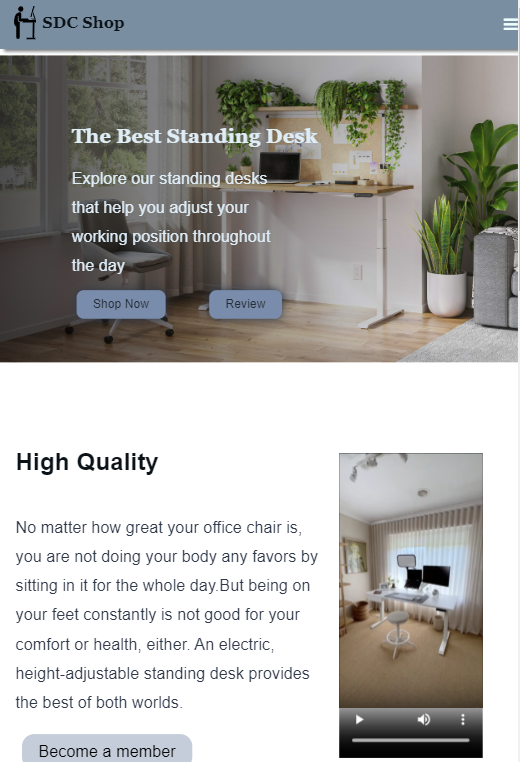 SDC Shop
The Best Standing Desk
Explore our standing desks
that help you adjust your
working position throughout
the day
Shop Now
Review
High Quality
No matter how great your office chair is,
you are not doing your body any favors by
sitting in it for the whole day.But being on
your feet constantly is not good for your
comfort or health, either. An electric,
height-adjustable standing desk provides
the best of both worlds.
Become a member